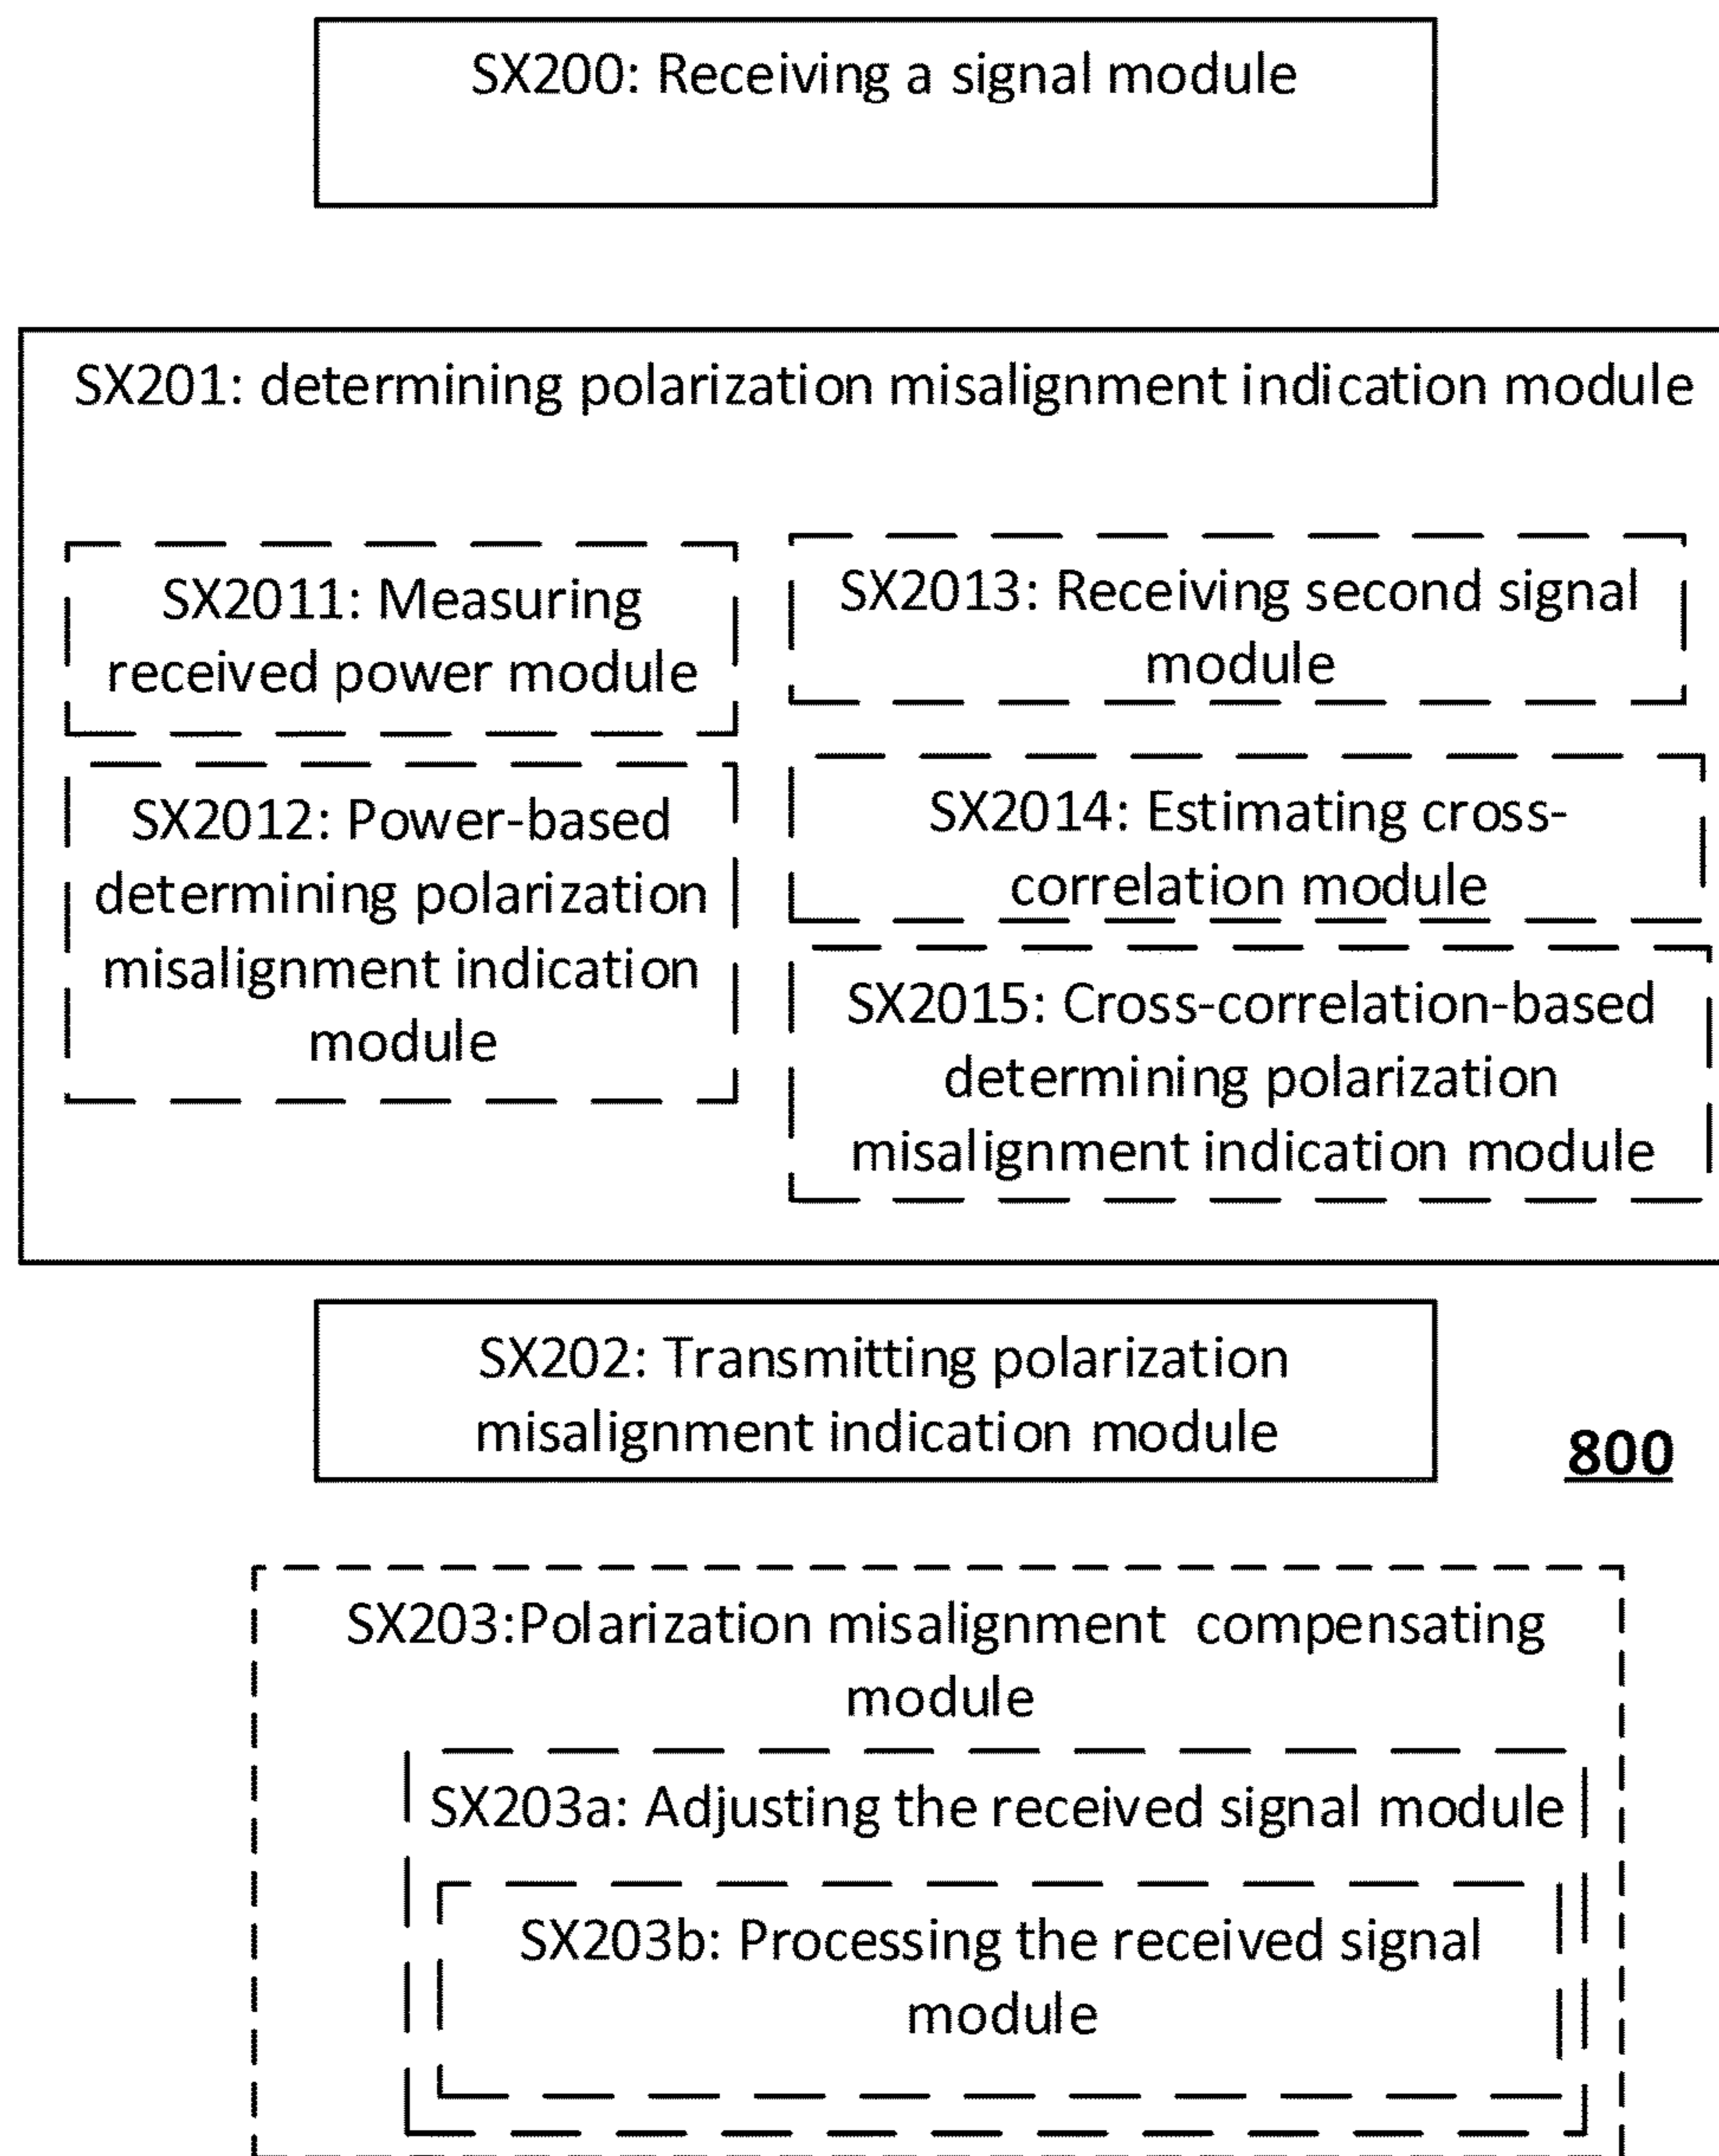 SX200: Receiving a signal module
SX201: determining polarization misalignment indication module
SX2011: Measuring
received power module
SX2012: Power-based
determining polarization
misalignment indication
module
SX2013: Receiving second signal
module
SX2014: Estimating cross-
correlation module
SX2015: Cross-correlation-based
determining polarization
misalignment indication module
SX202: Transmitting polarization
misalignment indication module
800
SX203:Polarization misalignment compensating
module
SX203a: Adjusting the received signal module
SX203b: Processing the received signal
module